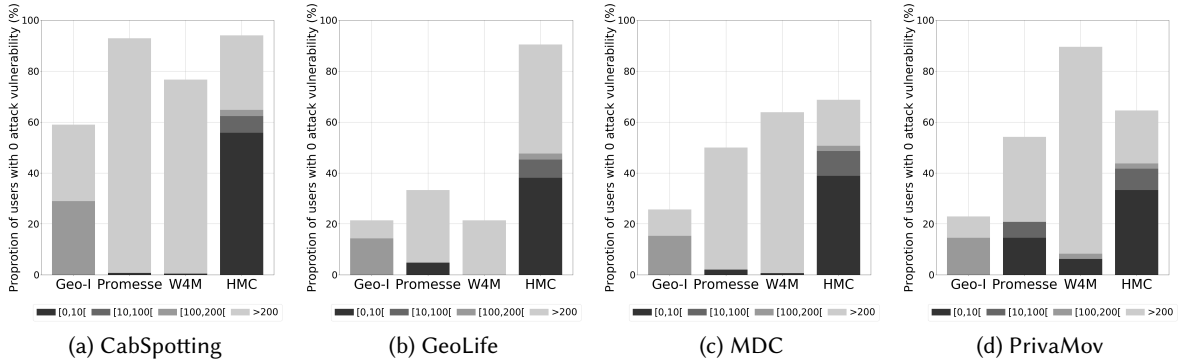 Proprotion of users with 0 attack vulnerability (%)
100
80
60
40
20
0
Geo-I Promesse W4M HMC
[0,10[ [10,100[ [100,200[ >200
(a) CabSpotting
Proprotion of users with 0 attack vulnerability (%)
100
80
60
40
20
0
Geo-I Promesse W4M HMC
[0,10[ [10,100[ [100,200[ >200
(b) GeoLife
Proprotion of users with 0 attack vulnerability (%)
100
80
60
40
20
0
Geo-I Promesse W4M HMC
[0,10[ [10,100[ [100,200[ >200
(c) MDC
Proprotion of users with 0 attack vulnerability (%)
100
80
60
40
20
0
Geo-I Promesse W4M HMC
[0,10[ [10,100[ [100,200[ >200
(d) PrivaMov